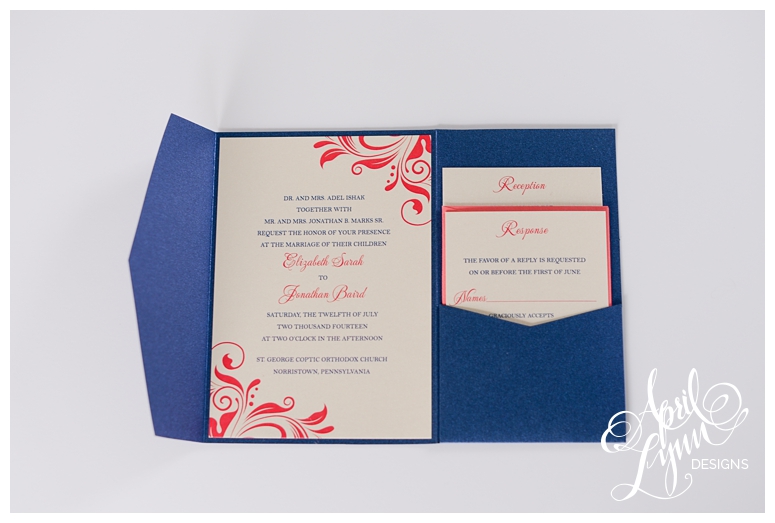 DR. AND MRS. ADEL ISHAK
TOGETHER WITH
MR. AND MRS. JONATHAN B. MARKS SR.
REQUEST THE HONOR OF YOUR PRESENCE
AT THE MARRIAGE OF THEIR CHILDREN
Elizabeth Sarah
TO
Jonathan Baird
SATURDAY, THE TWELFTH OF JULY
TWO THOUSAND FOURTEEN
AT TWO O'CLOCK IN THE AFTERNOON
ST. GEORGE COPTIC ORTHODOX CHURCH
NORRISTOWN, PENNSYLVANIA
Reception
Response
THE FAVOR OF A REPLY IS REQUESTED
ON OR BEFORE THE FIRST OF JUNE
Names
GRACIOUSLY ACCEPTS
April
Lynn
DESIGNS